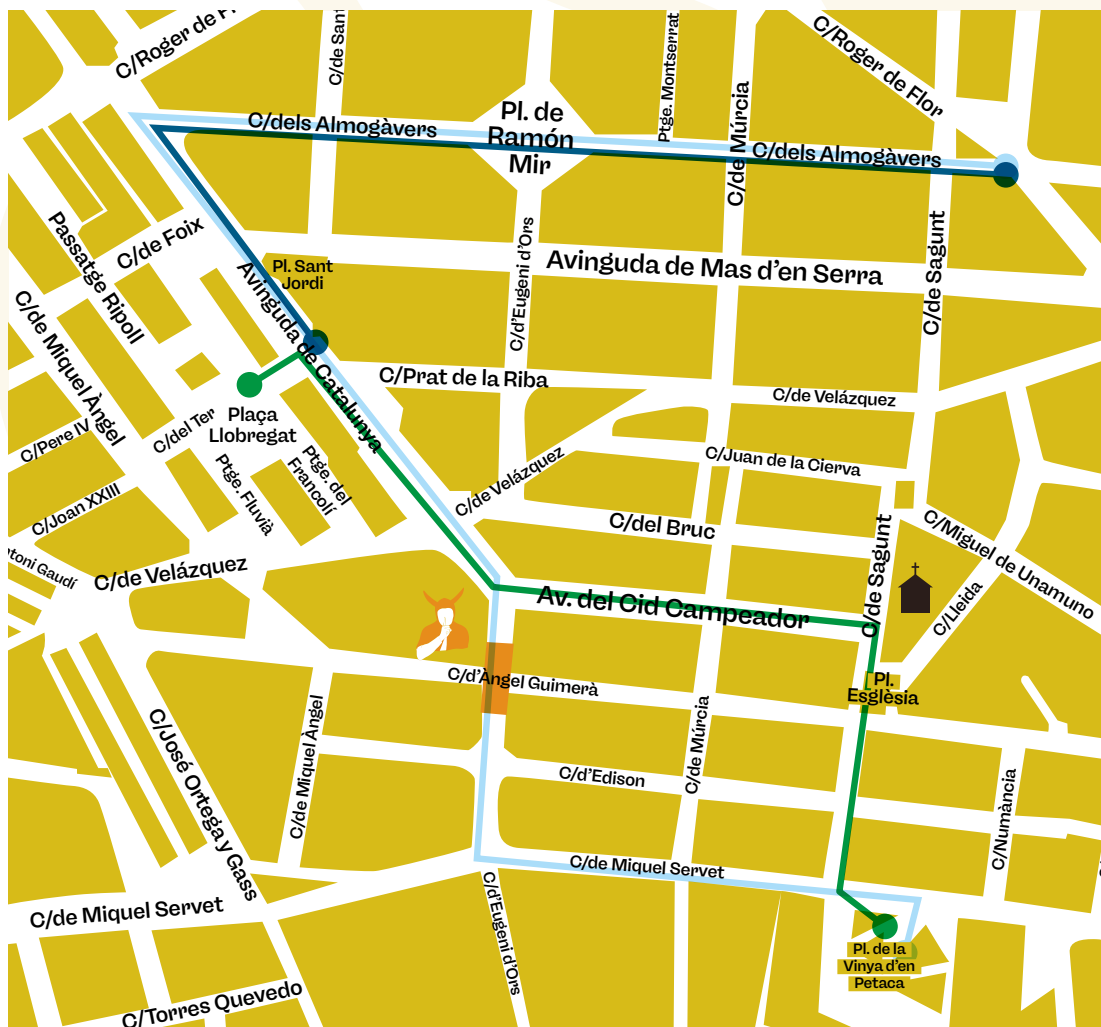 C/Roger de F
C/de Sant
Ptge. Montserrat
C/Roger de Flor
C/dels Almogàvers
Pl. de
Ramón
Mir
C/de Múrcia
C/dels Almogàvers
Passatge Ripoll
C/de Foix
Pl. Sant
Jordi
C/d'Eugeni d'Ors
Avinguda de Mas d'en Serra
C/de Sagunt
C/de Miquel Àngel
Avinguda de Catalunya
C/Prat de la Riba
C/de Velázquez
Plaça
Llobregat
C/del Ter
C/Pere IV
Ptge. Fluvià
Ptge. del
Francolí
C/de Velázquez
C/Juan de la Cierva
C/Joan XXIII
C/del Bruc
C/de Sagunt
C/Miguel de Unamuno
ntoni Gaudí
C/de Velázquez
Av. del Cid Campeador
C/Lleida
C/d'Àngel Guimerà
Pl.
Esglèsia
C/José Ortega y Gass
C/de Miquel Àngel
C/de Múrcia
C/d'Edison
C/Numància
C/de Miquel Servet
C/de Miquel Servet
C/d'Eugeni d'Ors
Pl. de la
Vinya d'en
Petaca
C/Torres Quevedo